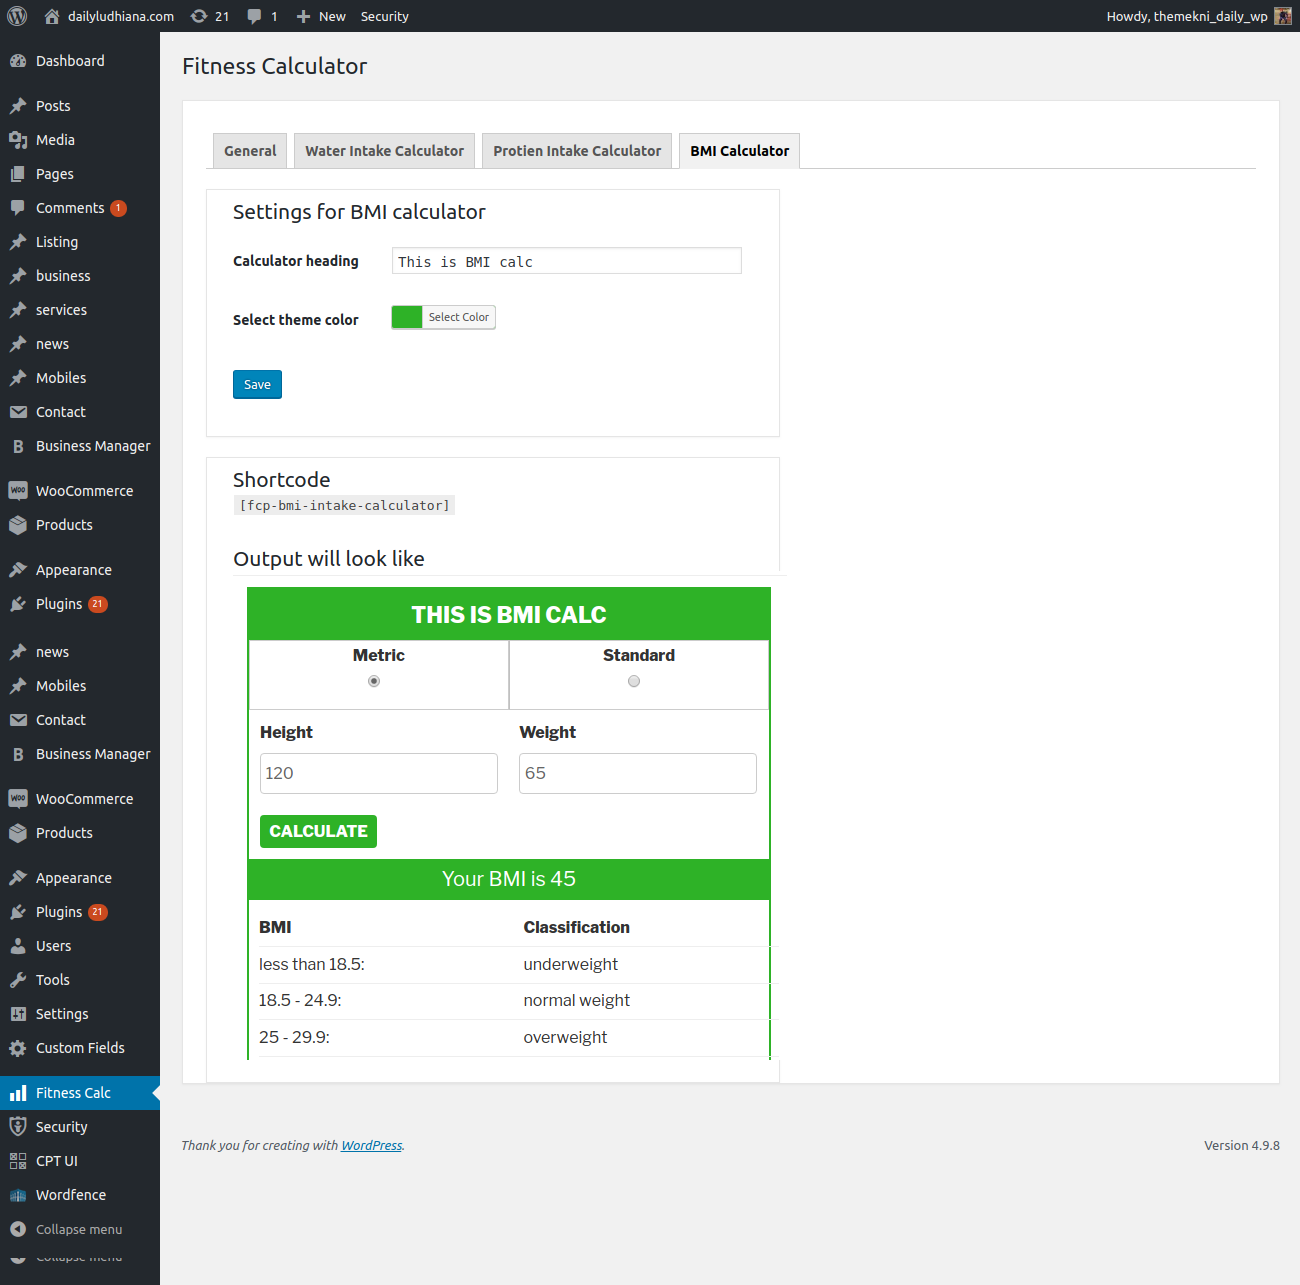 dailyludhiana.com 21 1 New Security Howdy, themekni_daily_wp
Dashboard
Posts
Media
Pages
Comments 1
Listing
business
services
news
Mobiles
Contact
B Business Manager
WOO WooCommerce
Products
Appearance
Plugins 21
news
Mobiles
Contact
B Business Manager
WOO WooCommerce
Products
Appearance
Plugins 21
Users
Tools
Settings
Custom Fields
Fitness Calc
Security
CPT UI
Wordfence
Collapse menu
Collapse menu
Fitness Calculator
General Water Intake Calculator Protien Intake Calculator BMI Calculator
Settings for BMI calculator
Calculator heading This is BMI calc
Select theme color Select Color
Save
Shortcode
[fcp-bmi-intake-calculator]
Output will look like
THIS IS BMI CALC
Metric Standard
Height Weight
120 65
CALCULATE
Your BMI is 45
BMI Classification
less than 18.5: underweight
18.5 - 24.9: normal weight
25 - 29.9: overweight
Thank you for creating with WordPress. Version 4.9.8